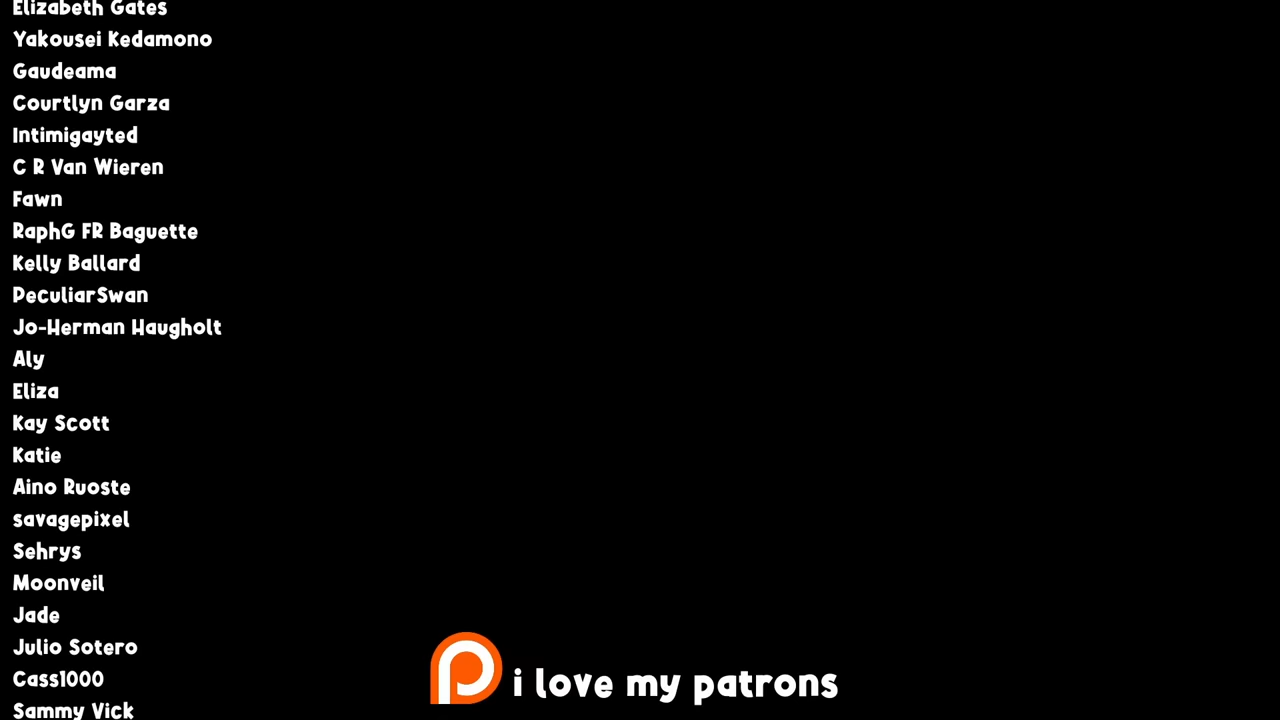 Elizabeth Gates
Yakousei Kedamono
Gaudeama
Courtlyn Garza
Intimigayted
C R Van Wieren
Fawn
RaphG FR Baguette
Kelly Ballard
PeculiarSwan
Jo-Herman Haugholt
Aly
Eliza
Kay Scott
Katie
Aino Ruoste
savagepixel
Sehrys
Moonveil
Jade
Julio Sotero
Cass1000
Sammy Vick
i love my patrons